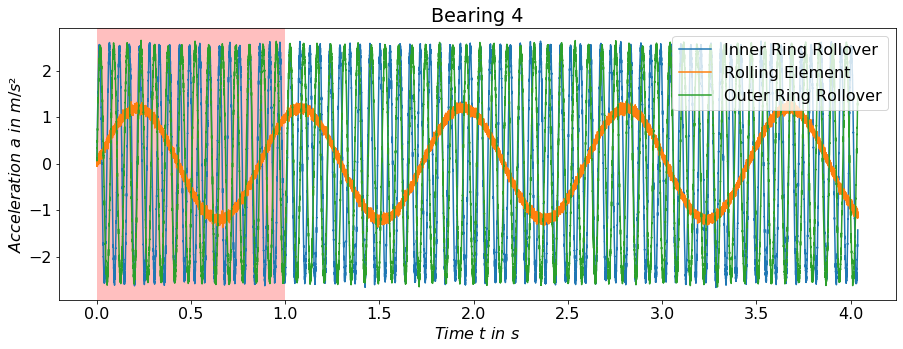 Bearing 4
Acceleration a in m/s²
2
1
0
−1
−2
Inner Ring Rollover
Rolling Element
Outer Ring Rollover
0.0 0.5 1.0 1.5 2.0 2.5 3.0 3.5 4.0
Time t in s